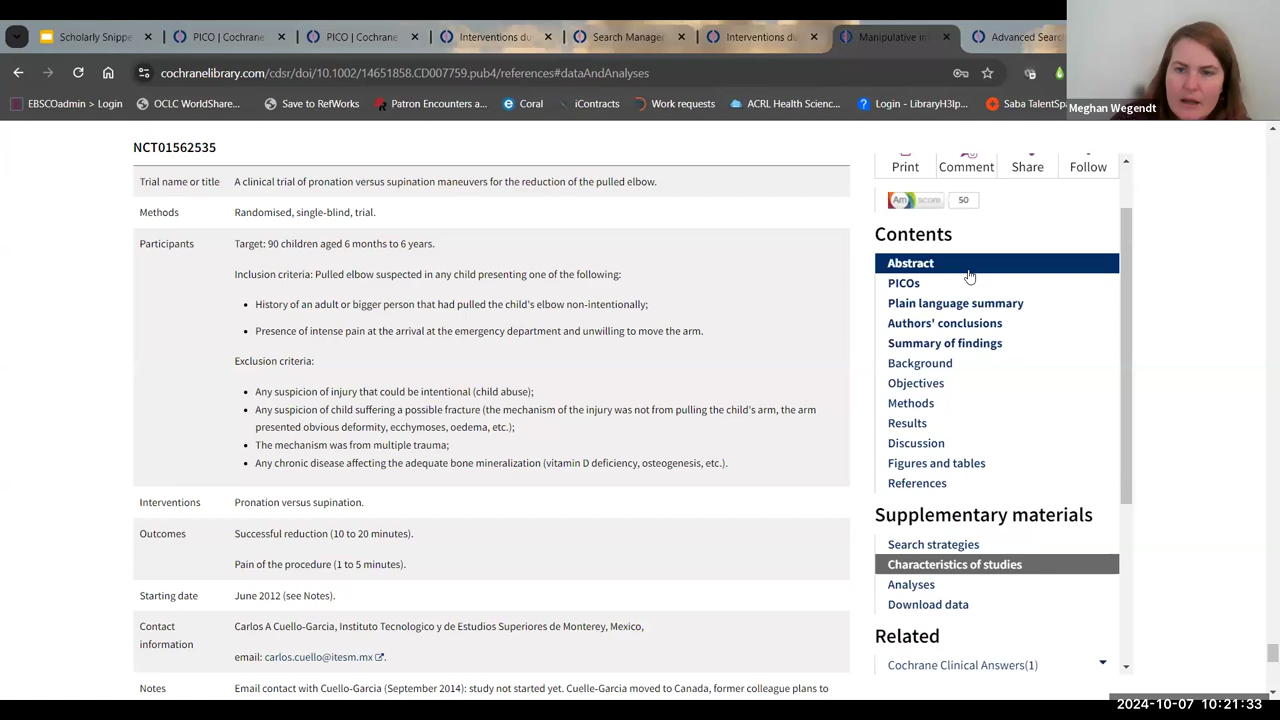 Scholarly Snippe
PICO | Cochrane
PICO | Cochrane
Interventions du
Search Manage
Interventions du
Manipulative in
Advanced Searc
cochranelibrary.com/cdsr/doi/10.1002/14651858.CD007759.pub4/references#dataAndAnalyses
EBSCOadmin > Login
OCLC WorldShare...
Save to RefWorks
Patron Encounters a...
Coral
iContracts
Work requests
ACRL Health Scienc...
Login - LibraryH3lp...
Saba TalentSp
Meghan Wegendt
NCT01562535
Trial name or title
A clinical trial of pronation versus supination maneuvers for the reduction of the pulled elbow.
Methods
Randomised, single-blind, trial.
Participants
Target: 90 children aged 6 months to 6 years.
Inclusion criteria: Pulled elbow suspected in any child presenting one of the following:
• History of an adult or bigger person that had pulled the child's elbow non-intentionally;
• Presence of intense pain at the arrival at the emergency department and unwilling to move the arm.
Exclusion criteria:
• Any suspicion of injury that could be intentional (child abuse);
• Any suspicion of child suffering a possible fracture (the mechanism of the injury was not from pulling the child's arm, the arm
presented obvious deformity, ecchymoses, oedema, etc.);
• The mechanism was from multiple trauma;
• Any chronic disease affecting the adequate bone mineralization (vitamin D deficiency, osteogenesis, etc.).
Interventions
Pronation versus supination.
Outcomes
Successful reduction (10 to 20 minutes).
Pain of the procedure (1 to 5 minutes).
Starting date
June 2012 (see Notes).
Contact
information
Carlos A Cuello-Garcia, Instituto Tecnologico y de Estudios Superiores de Monterey, Mexico,
email: carlos.cuello@itesm.mx.
Notes
Email contact with Cuello-Garcia (September 2014): study not started yet. Cuelle-Garcia moved to Canada, former colleague plans to
Print
Comment
Share
Follow
Am score 50
Contents
Abstract
PICOs
Plain language summary
Authors' conclusions
Summary of findings
Background
Objectives
Methods
Results
Discussion
Figures and tables
References
Supplementary materials
Search strategies
Characteristics of studies
Analyses
Download data
Related
Cochrane Clinical Answers(1)
2024-10-07 10:21:33